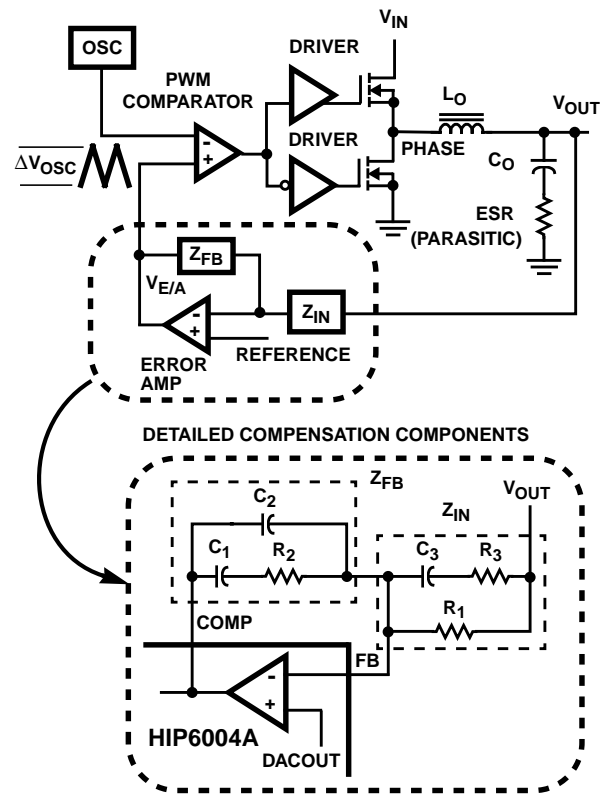 OSC
DRIVER
V_IN
PWM
COMPARATOR
L_O
V_OUT
DRIVER
-
+
PHASE
C_O
ΔV_OSC
ESR
(PARASITIC)
Z_FB
V_E/A
-
+
Z_IN
REFERENCE
ERROR
AMP
DETAILED COMPENSATION COMPONENTS
Z_FB
C_2
Z_IN
V_OUT
C_1
R_2
C_3
R_3
R_1
COMP
FB
-
+
HIP6004A
DACOUT